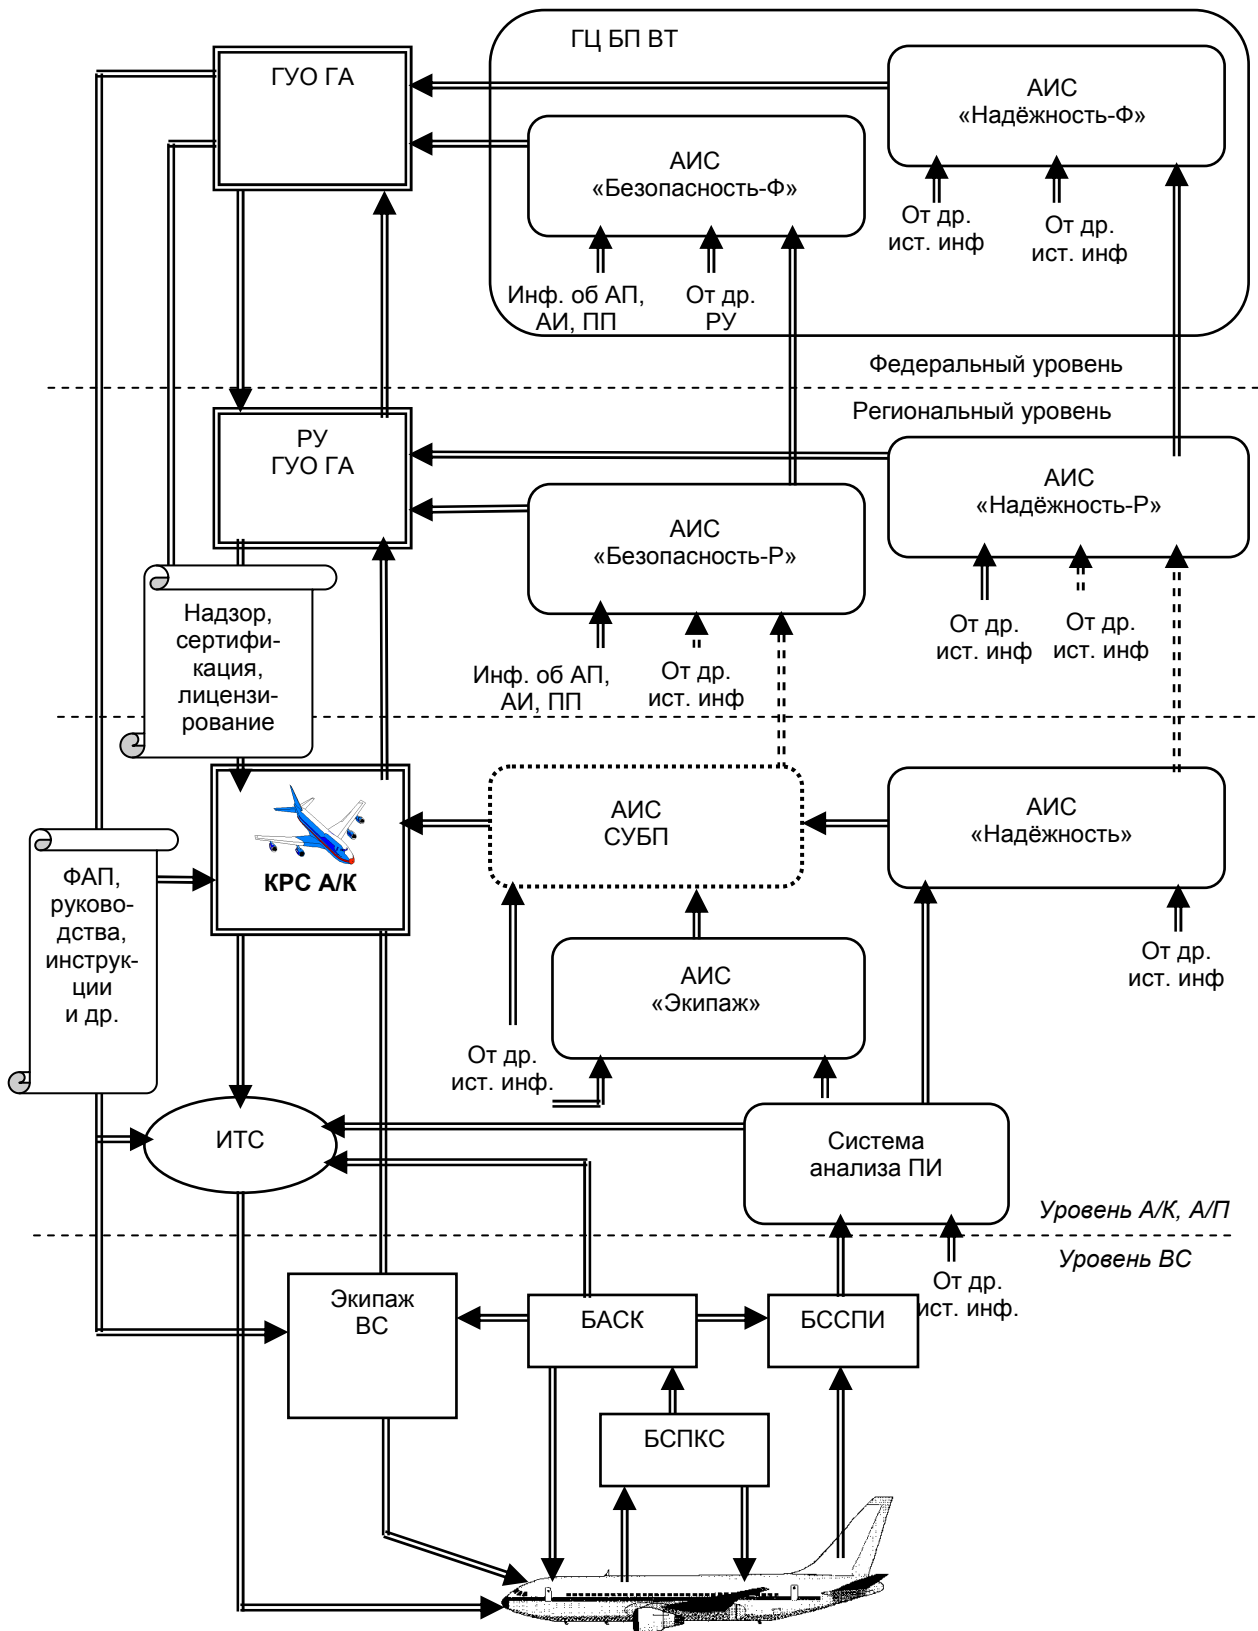 ГЦ БП ВТ
ГУО ГА
АИС
«Надёжность-Ф»
АИС
«Безопасность-Ф»
От др.
ист. инф
От др.
ист. инф
Инф. об АП,
АИ, ПП
От др.
РУ
Федеральный уровень
Региональный уровень
РУ
ГУО ГА
АИС
«Надёжность-Р»
АИС
«Безопасность-Р»
Надзор,
сертифи-
кация,
лицензи-
рование
От др.
ист. инф
От др.
ист. инф
Инф. об АП,
АИ, ПП
От др.
ист. инф
АИС
СУБП
АИС
«Надёжность»
КРС А/К
ФАП,
руково-
дства,
инструк-
ции
и др.
От др.
ист. инф
АИС
«Экипаж»
От др.
ист. инф.
ИТС
Система
анализа ПИ
Уровень А/К, А/П
Уровень ВС
От др.
ист. инф.
Экипаж
ВС
БАСК
БССПИ
БСПКС